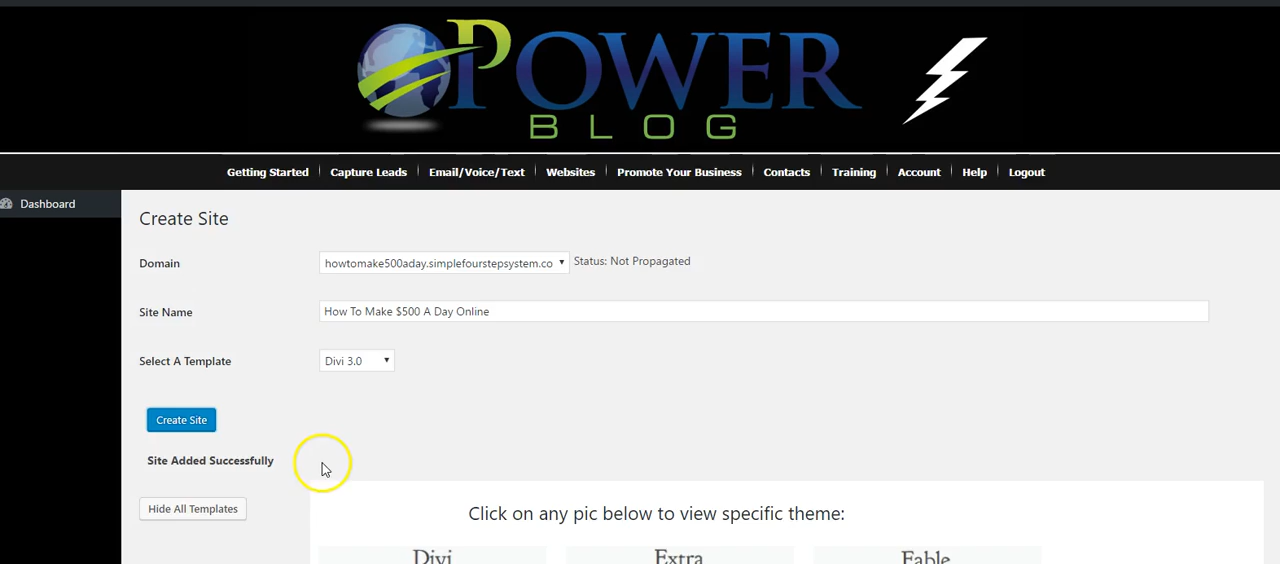 POWER
BLOG
Getting Started Capture Leads Email/Voice/Text Websites Promote Your Business Contacts Training Account Help Logout
Dashboard
Create Site
Domain howtomake500aday.simplefourstepsystem.co Status: Not Propagated
Site Name How To Make $500 A Day Online
Select A Template Divi 3.0
Create Site
Site Added Successfully
Hide All Templates
Click on any pic below to view specific theme:
Divi Extra Fable